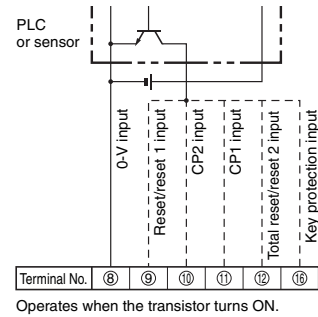 PLC
or sensor
0-V input
Reset/reset 1 input
CP2 input
CP1 input
Total reset/reset 2 input
Key protection input
Terminal No. ⑧ ⑨ ⑩ ⑪ ⑫ ⑯
Operates when the transistor turns ON.